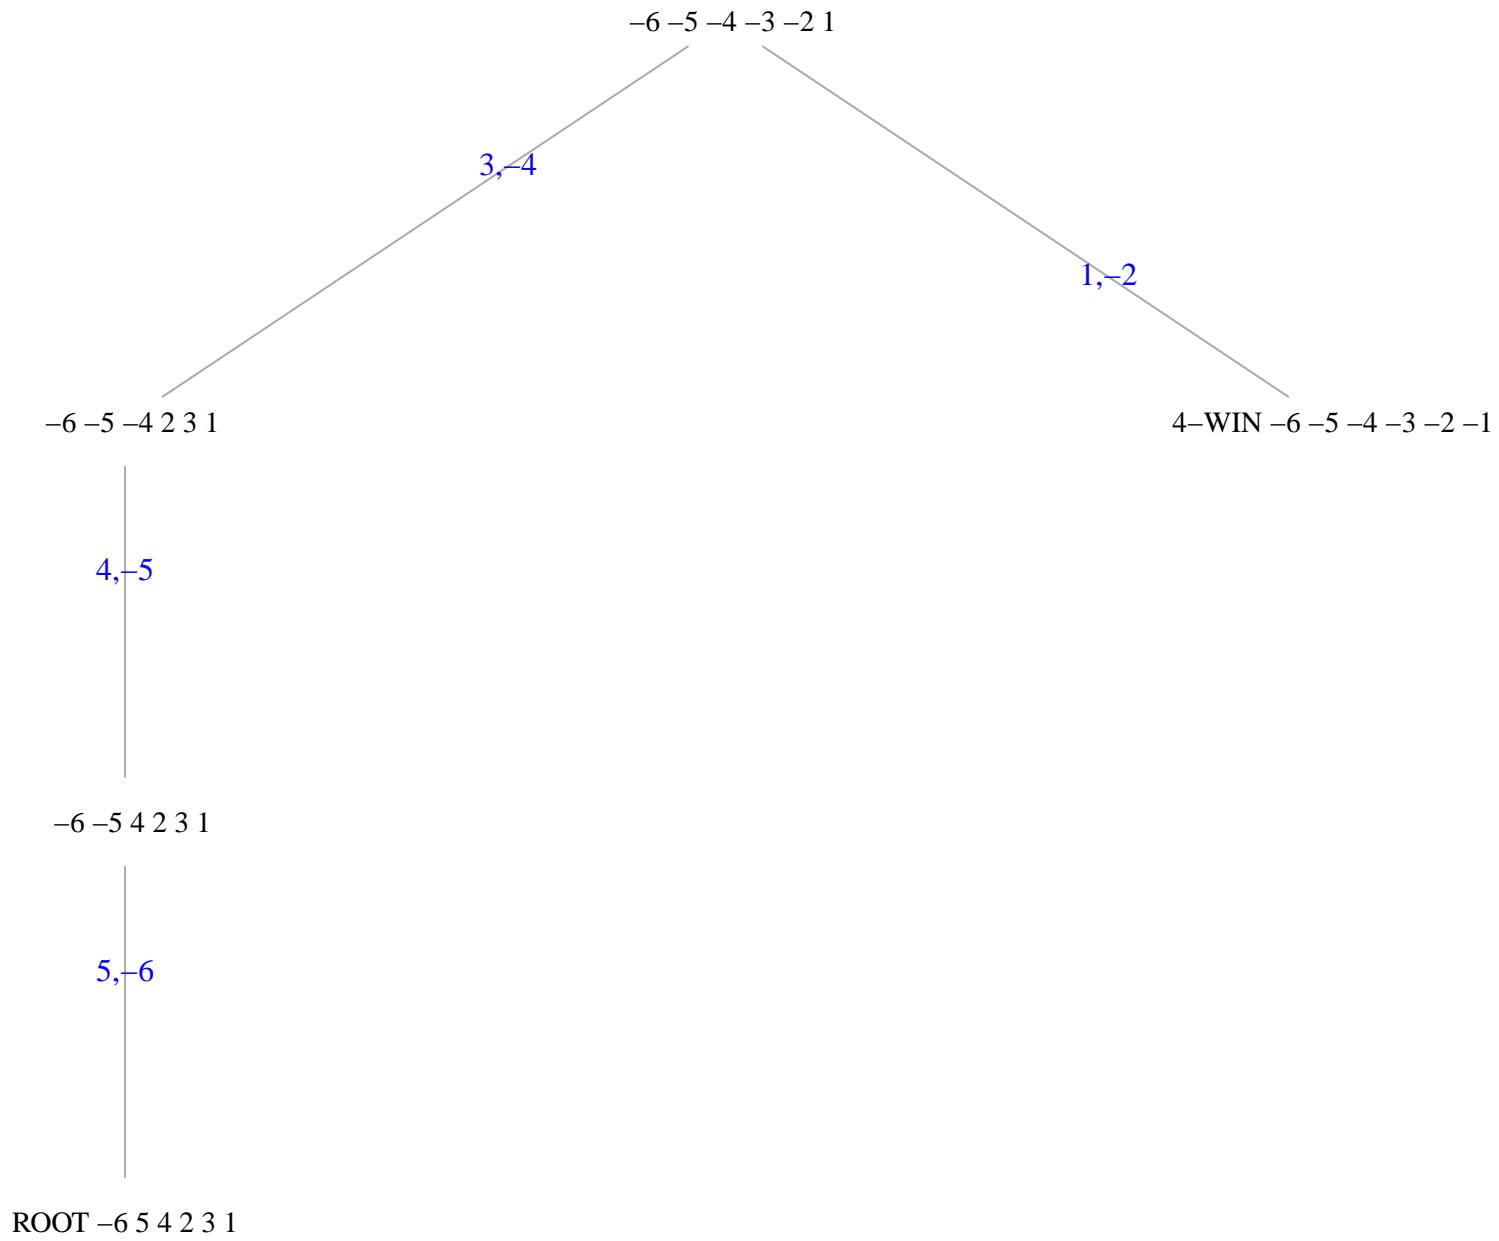 –6 –5 –4 –3 –2 1
3,–4
1,–2
–6 –5 –4 2 3 1
4–WIN –6 –5 –4 –3 –2 –1
4,–5
–6 –5 4 2 3 1
5,–6
ROOT –6 5 4 2 3 1